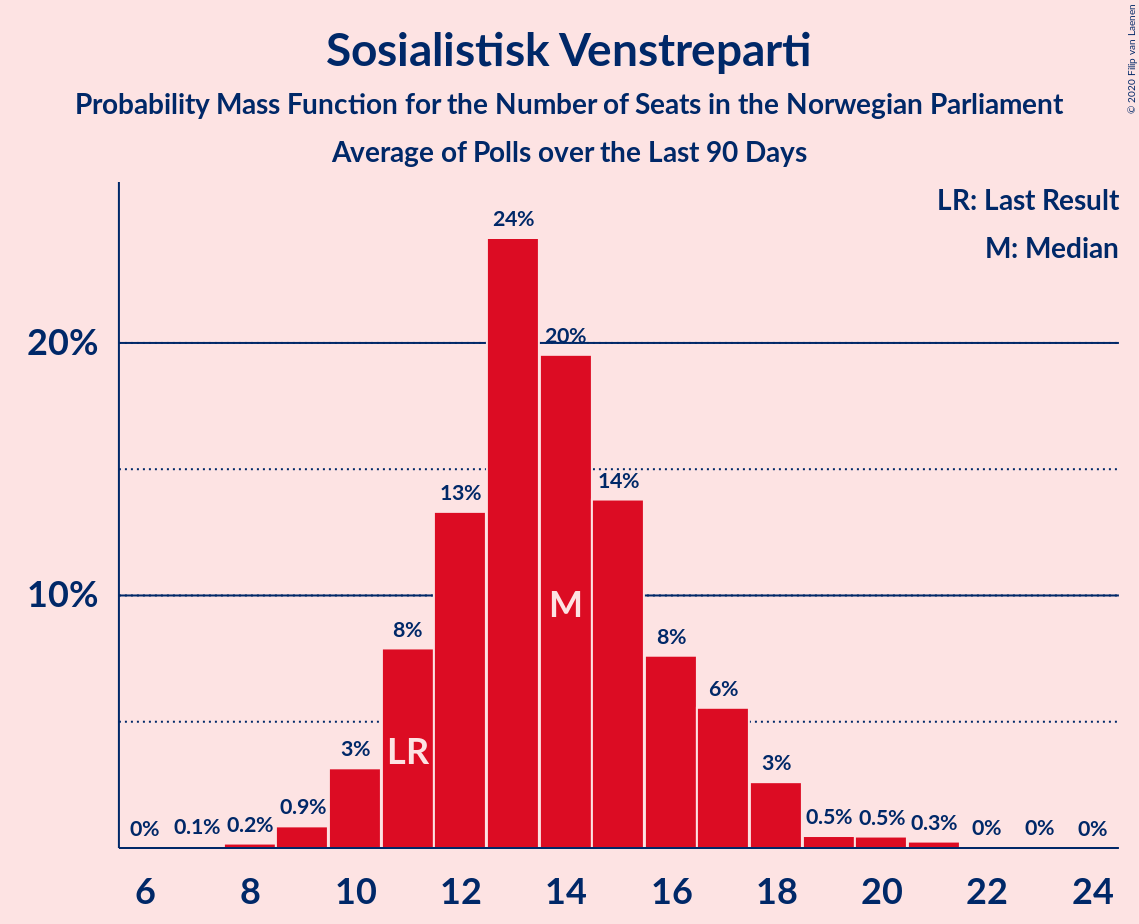 Sosialistisk Venstreparti
Probability Mass Function for the Number of Seats in the Norwegian Parliament
Average of Polls over the Last 90 Days
© 2020 Filip van Laenen
LR: Last Result
M: Median
20%
10%
0%
0.1%
0.2%
0.9%
3%
8%
13%
24%
20%
14%
8%
6%
3%
0.5%
0.5%
0.3%
0%
0%
0%
LR
M
6 8 10 12 14 16 18 20 22 24